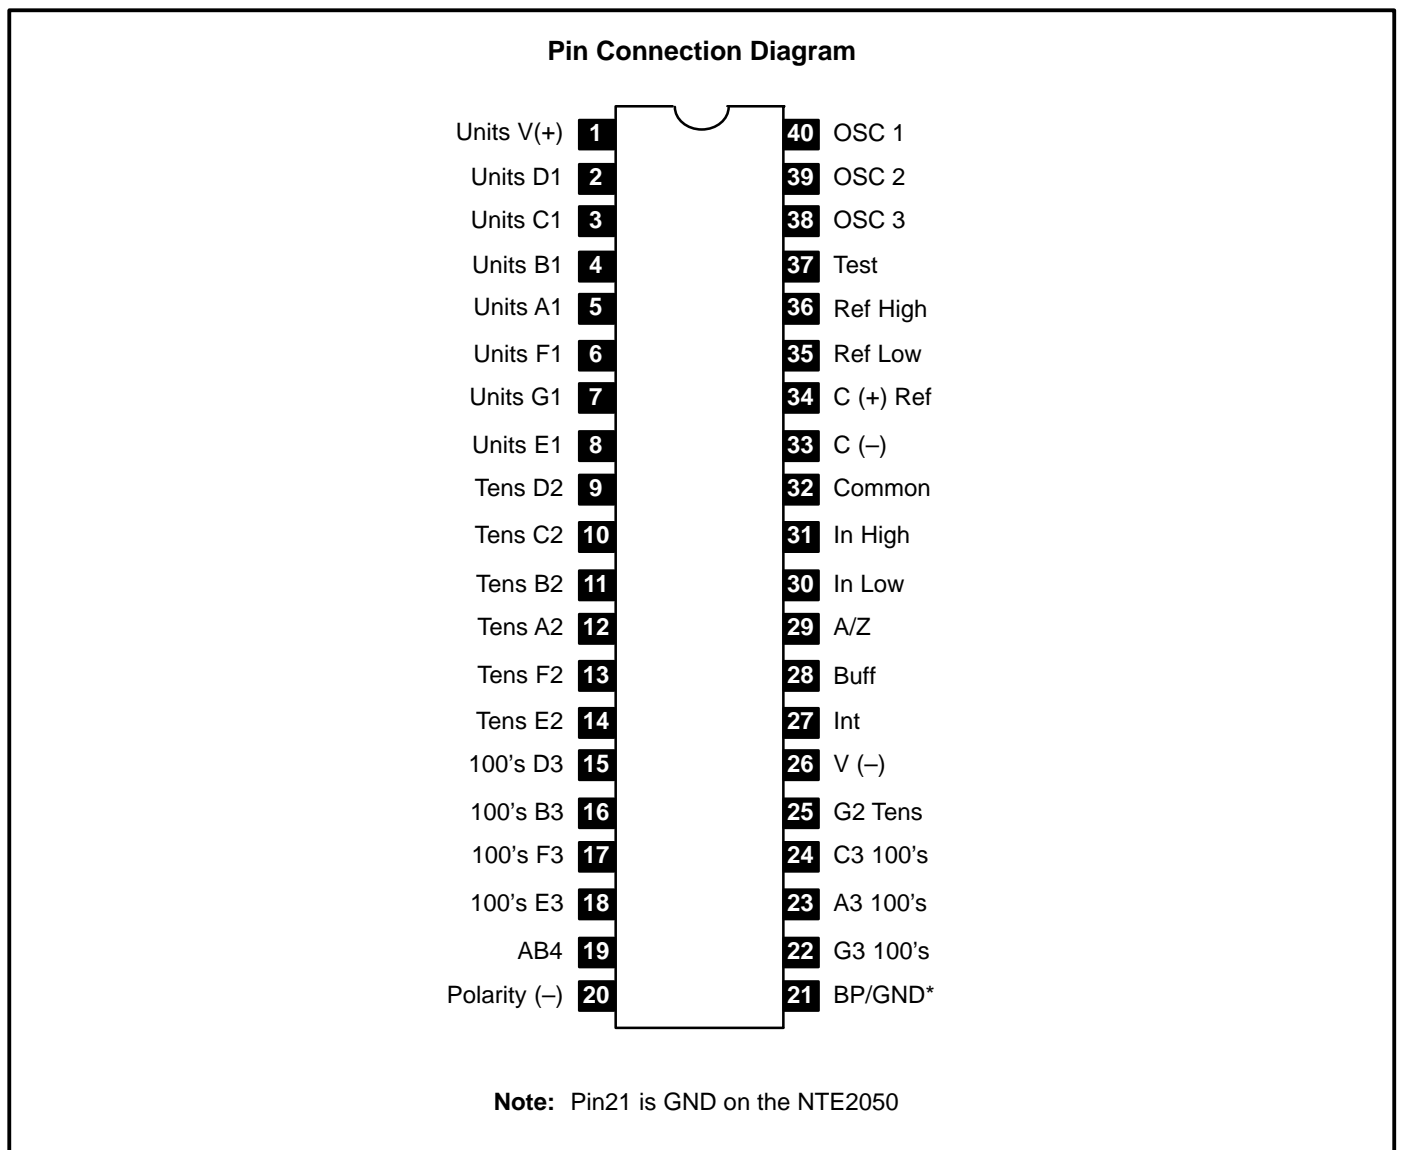 Pin Connection Diagram
Units V(+) 1 40 OSC 1
Units D1 2 39 OSC 2
Units C1 3 38 OSC 3
Units B1 4 37 Test
Units A1 5 36 Ref High
Units F1 6 35 Ref Low
Units G1 7 34 C (+) Ref
Units E1 8 33 C (–)
Tens D2 9 32 Common
Tens C2 10 31 In High
Tens B2 11 30 In Low
Tens A2 12 29 A/Z
Tens F2 13 28 Buff
Tens E2 14 27 Int
100’s D3 15 26 V (–)
100’s B3 16 25 G2 Tens
100’s F3 17 24 C3 100’s
100’s E3 18 23 A3 100’s
AB4 19 22 G3 100’s
Polarity (–) 20 21 BP/GND*
Note: Pin21 is GND on the NTE2050